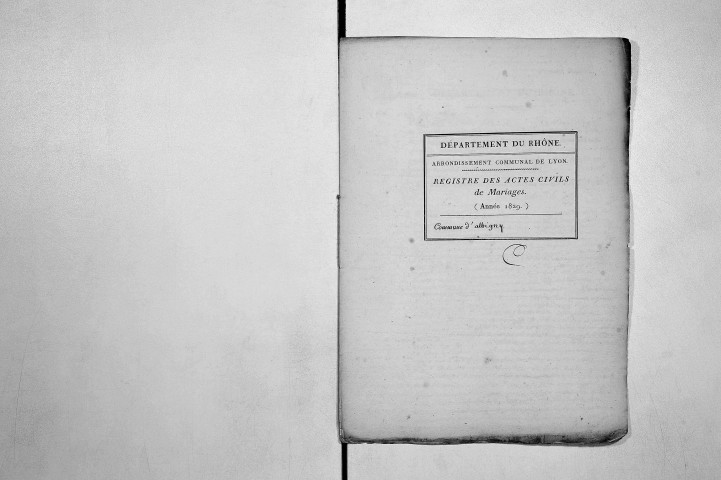 DÉPARTEMENT DU RHÔNE.
ARRONDISSEMENT COMMUNAL DE LYON.
REGISTRE DES ACTES CIVILS
de Mariages.
( Année 1829. )
Commune d'albigny